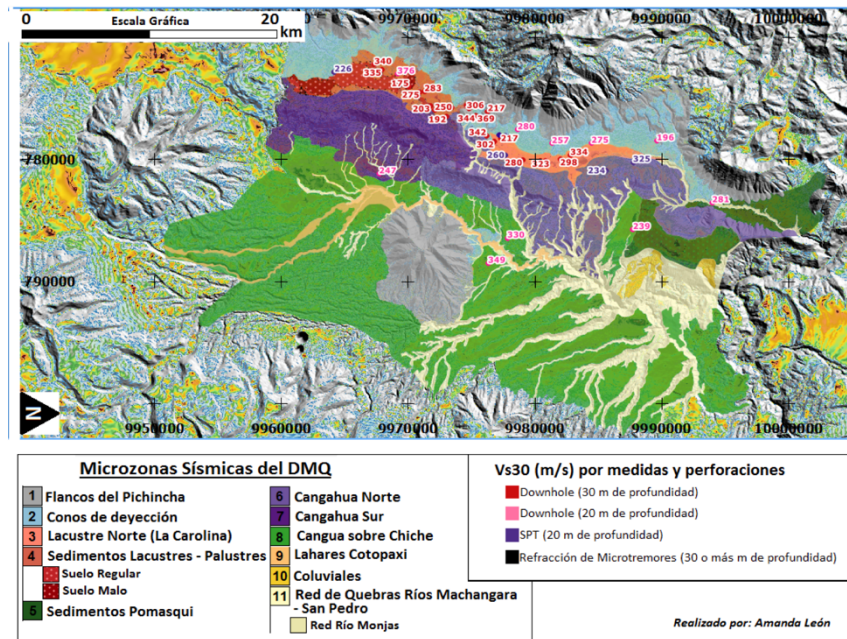 0 Escala Gráfica 20
km
9970000 9980000 9990000 10000000
340
226 335 376
175
275 283
203 250 306 217
192 344 369
342 217 280
302 257 275 196
260 334
280 323 298 325
780000
247 234
281
330 239
349
790000
N
9950000 9960000 9970000 9980000 9990000 10000000
Microzonas Sísmicas del DMQ
1 Flancos del Pichincha
2 Conos de deyección
3 Lacustre Norte (La Carolina)
4 Sedimentos Lacustres - Palustres
Suelo Regular
Suelo Malo
5 Sedimentos Pomasqui
6 Cangahua Norte
7 Cangahua Sur
8 Cangua sobre Chiche
9 Lahares Cotopaxi
10 Coluviales
11 Red de Quebras Ríos Machangara
- San Pedro
Red Río Monjas
Vs30 (m/s) por medidas y perforaciones
Downhole (30 m de profundidad)
Downhole (20 m de profundidad)
SPT (20 m de profundidad)
Refracción de Microtremores (30 o más m de profundidad)
Realizado por: Amanda León